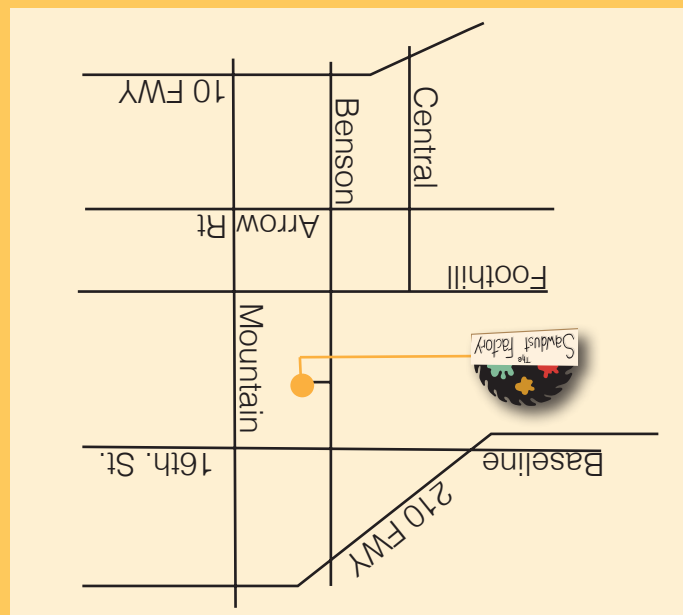 210 FWY
Baseline
16th. St.
The
Sawdust Factory
Mountain
Foothill
Arrow Rt
Central
Benson
10 FWY